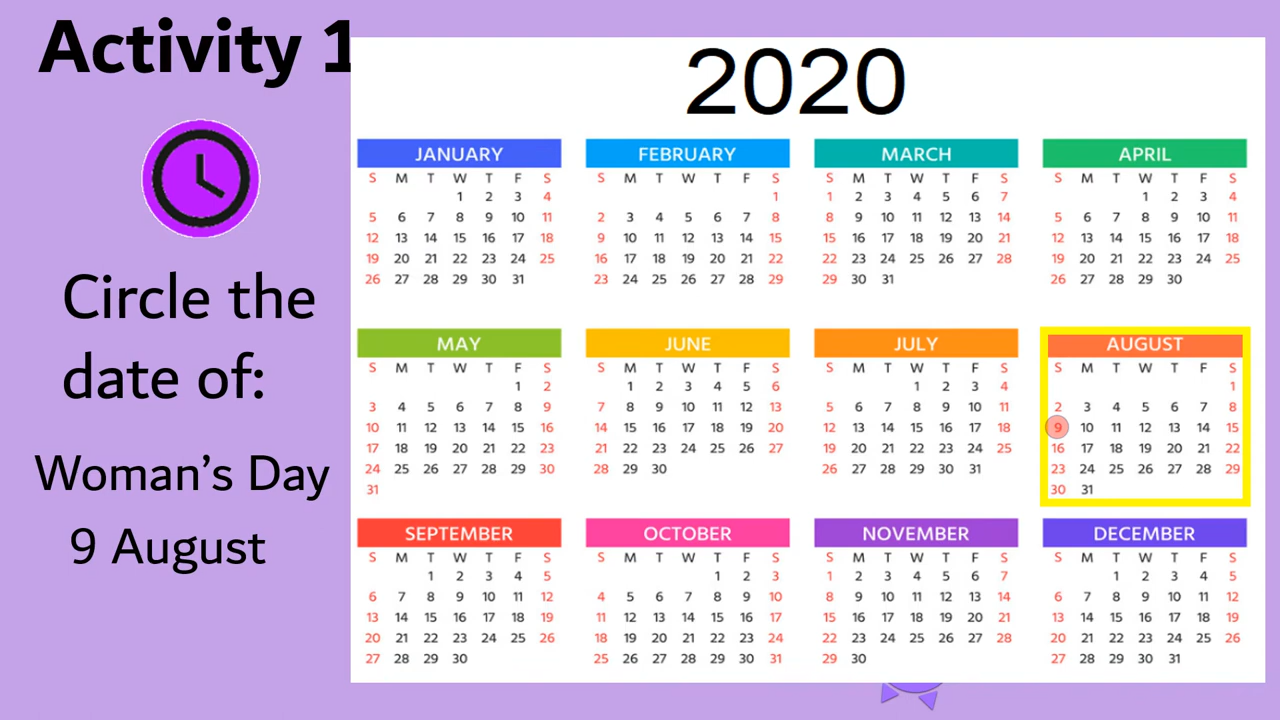 Activity 1
Circle the
date of:
Woman's Day
9 August
2020
JANUARY
S M T W T F S
1 2 3 4
5 6 7 8 9 10 11
12 13 14 15 16 17 18
19 20 21 22 23 24 25
26 27 28 29 30 31
FEBRUARY
S M T W T F S
1
2 3 4 5 6 7 8
9 10 11 12 13 14 15
16 17 18 19 20 21 22
23 24 25 26 27 28 29
MARCH
S M T W T F S
1 2 3 4 5 6 7
8 9 10 11 12 13 14
15 16 17 18 19 20 21
22 23 24 25 26 27 28
29 30 31
APRIL
S M T W T F S
1 2 3 4
5 6 7 8 9 10 11
12 13 14 15 16 17 18
19 20 21 22 23 24 25
26 27 28 29 30
MAY
S M T W T F S
1 2
3 4 5 6 7 8 9
10 11 12 13 14 15 16
17 18 19 20 21 22 23
24 25 26 27 28 29 30
31
JUNE
S M T W T F S
1 2 3 4 5 6
7 8 9 10 11 12 13
14 15 16 17 18 19 20
21 22 23 24 25 26 27
28 29 30
JULY
S M T W T F S
1 2 3 4
5 6 7 8 9 10 11
12 13 14 15 16 17 18
19 20 21 22 23 24 25
26 27 28 29 30 31
AUGUST
S M T W T F S
1
2 3 4 5 6 7 8
9 10 11 12 13 14 15
16 17 18 19 20 21 22
23 24 25 26 27 28 29
30 31
SEPTEMBER
S M T W T F S
1 2 3 4 5
6 7 8 9 10 11 12
13 14 15 16 17 18 19
20 21 22 23 24 25 26
27 28 29 30
OCTOBER
S M T W T F S
1 2 3
4 5 6 7 8 9 10
11 12 13 14 15 16 17
18 19 20 21 22 23 24
25 26 27 28 29 30 31
NOVEMBER
S M T W T F S
1 2 3 4 5 6 7
8 9 10 11 12 13 14
15 16 17 18 19 20 21
22 23 24 25 26 27 28
29 30
DECEMBER
S M T W T F S
1 2 3 4 5
6 7 8 9 10 11 12
13 14 15 16 17 18 19
20 21 22 23 24 25 26
27 28 29 30 31